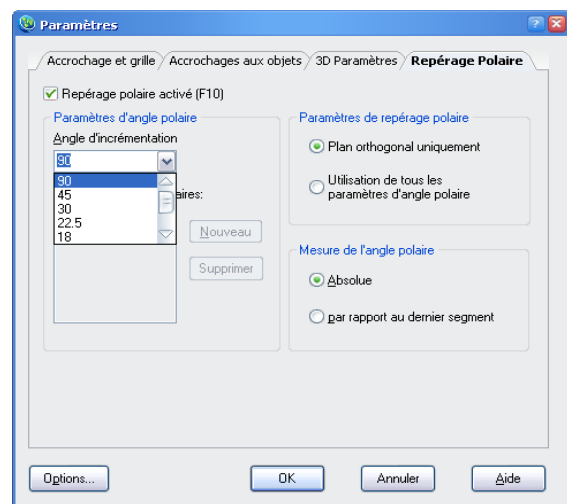 Paramètres
Accrochage et grille Accrochages aux objets 3D Paramètres Repérage Polaire
Repérage polaire activé (F10)
Paramètres d'angle polaire
Angle d'incrémentation
90
90
45
30
22.5
18
aires:
Nouveau
Supprimer
Paramètres de repérage polaire
Plan orthogonal uniquement
Utilisation de tous les
paramètres d'angle polaire
Mesure de l'angle polaire
Absolue
par rapport au dernier segment
Options... OK Annuler Aide